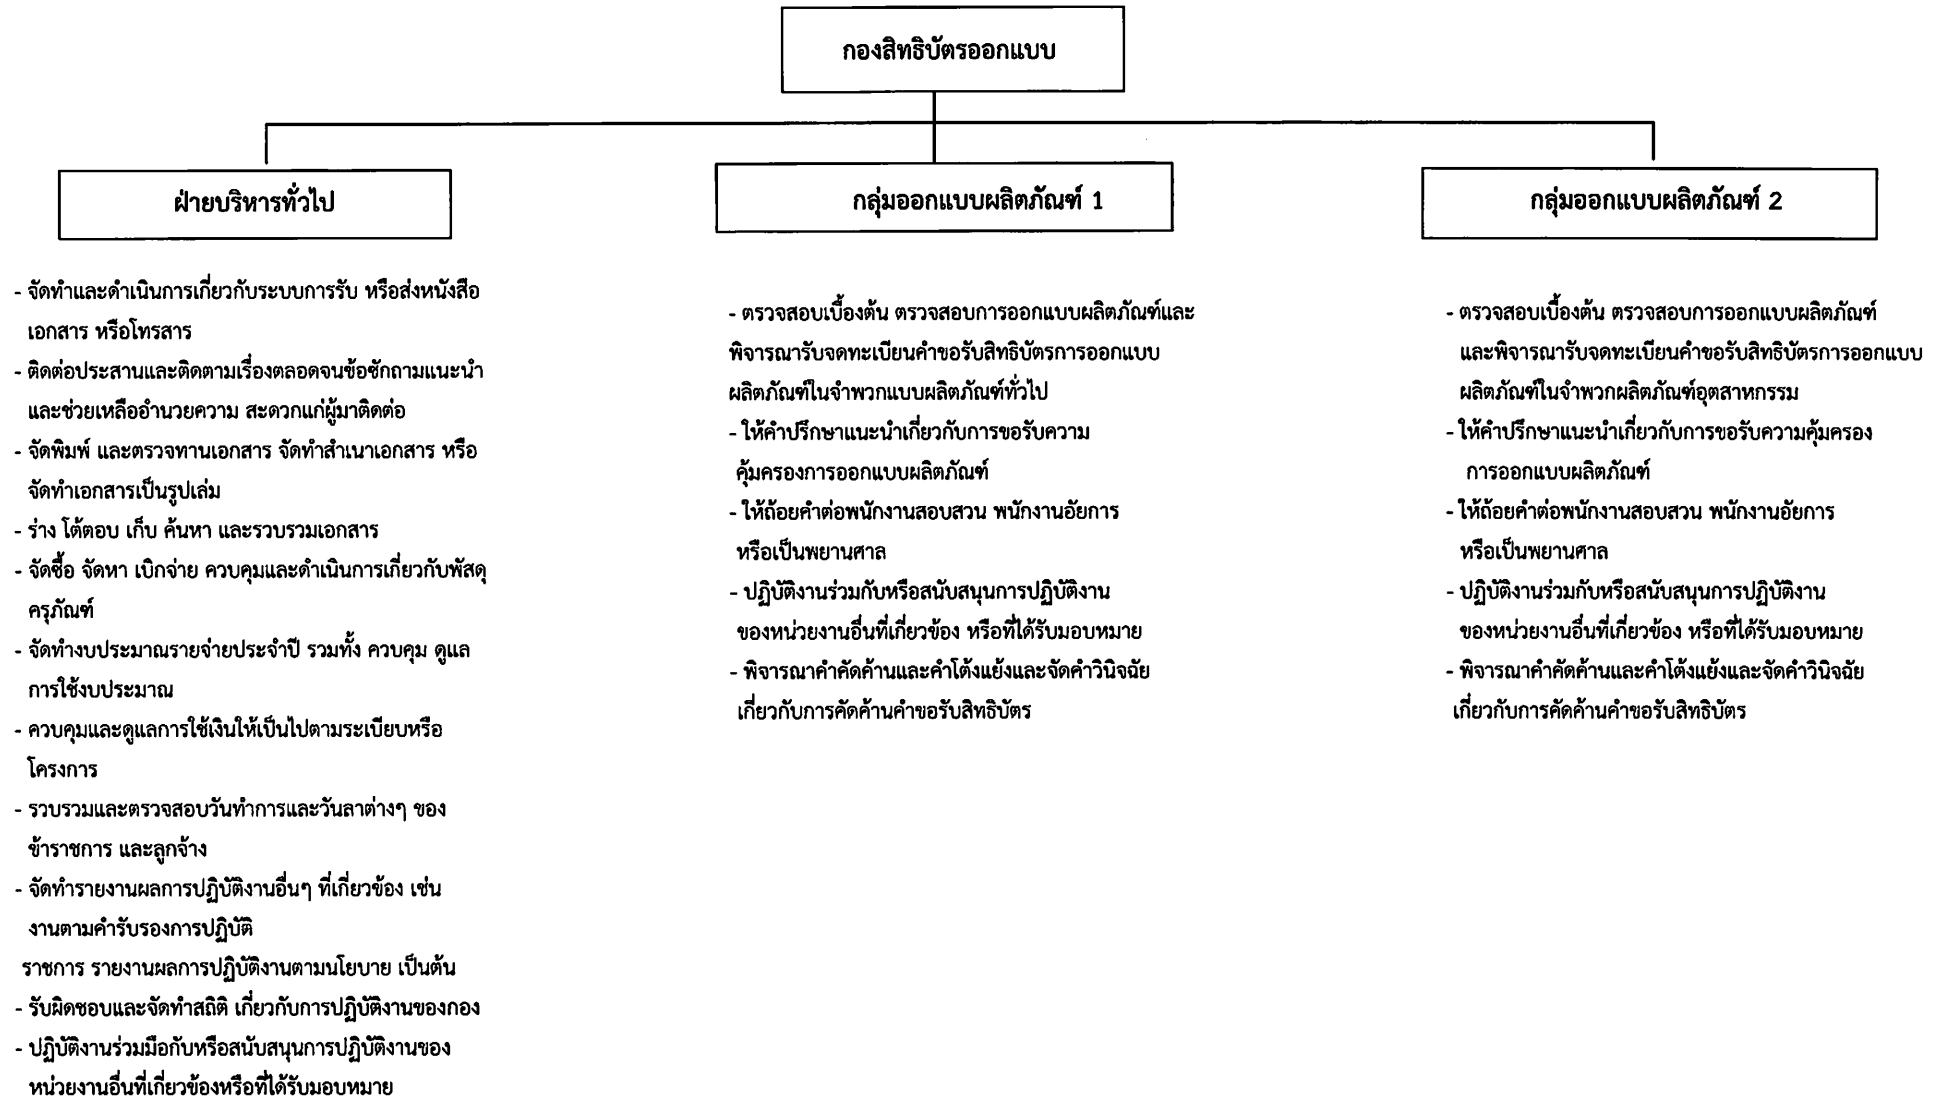 กองสิทธิบัตรออกแบบ
ฝ่ายบริหารทั่วไป
- จัดทำและดำเนินการเกี่ยวกับระบบการรับ หรือส่งหนังสือ
เอกสาร หรือโทรสาร
- ติดต่อประสานและติดตามเรื่องตลอดจนข้อซักถามแนะนำ
และช่วยเหลืออำนวยความ สะดวกแก่ผู้มาติดต่อ
- จัดพิมพ์ และตรวจทานเอกสาร จัดทำสำเนาเอกสาร หรือ
จัดทำเอกสารเป็นรูปเล่ม
- ร่าง โต้ตอบ เก็บ ค้นหา และรวบรวมเอกสาร
- จัดซื้อ จัดหา เบิกจ่าย ควบคุมและดำเนินการเกี่ยวกับพัสดุ
ครุภัณฑ์
- จัดทำงบประมาณรายจ่ายประจำปี รวมทั้ง ควบคุม ดูแล
การใช้งบประมาณ
- ควบคุมและดูแลการใช้เงินให้เป็นไปตามระเบียบหรือ
โครงการ
- รวบรวมและตรวจสอบวันทำการและวันลาต่างๆ ของ
ข้าราชการ และลูกจ้าง
- จัดทำรายงานผลการปฏิบัติงานอื่นๆ ที่เกี่ยวข้อง เช่น
งานตามคำรับรองการปฏิบัติ
ราชการ รายงานผลการปฏิบัติงานตามนโยบาย เป็นต้น
- รับผิดชอบและจัดทำสถิติ เกี่ยวกับการปฏิบัติงานของกอง
- ปฏิบัติงานร่วมมือกับหรือสนับสนุนการปฏิบัติงานของ
หน่วยงานอื่นที่เกี่ยวข้องหรือที่ได้รับมอบหมาย
กลุ่มออกแบบผลิตภัณฑ์ 1
- ตรวจสอบเบื้องต้น ตรวจสอบการออกแบบผลิตภัณฑ์และ
พิจารณารับจดทะเบียนคำขอรับสิทธิบัตรการออกแบบ
ผลิตภัณฑ์ในจำพวกแบบผลิตภัณฑ์ทั่วไป
- ให้คำปรึกษาแนะนำเกี่ยวกับการขอรับความ
คุ้มครองการออกแบบผลิตภัณฑ์
- ให้ถ้อยคำต่อพนักงานสอบสวน พนักงานอัยการ
หรือเป็นพยานศาล
- ปฏิบัติงานร่วมกับหรือสนับสนุนการปฏิบัติงาน
ของหน่วยงานอื่นที่เกี่ยวข้อง หรือที่ได้รับมอบหมาย
- พิจารณาคำคัดค้านและคำโต้งแย้งและจัดคำวินิจฉัย
เกี่ยวกับการคัดค้านคำขอรับสิทธิบัตร
กลุ่มออกแบบผลิตภัณฑ์ 2
- ตรวจสอบเบื้องต้น ตรวจสอบการออกแบบผลิตภัณฑ์
และพิจารณารับจดทะเบียนคำขอรับสิทธิบัตรการออกแบบ
ผลิตภัณฑ์ในจำพวกผลิตภัณฑ์อุตสาหกรรม
- ให้คำปรึกษาแนะนำเกี่ยวกับการขอรับความคุ้มครอง
การออกแบบผลิตภัณฑ์
- ให้ถ้อยคำต่อพนักงานสอบสวน พนักงานอัยการ
หรือเป็นพยานศาล
- ปฏิบัติงานร่วมกับหรือสนับสนุนการปฏิบัติงาน
ของหน่วยงานอื่นที่เกี่ยวข้อง หรือที่ได้รับมอบหมาย
- พิจารณาคำคัดค้านและคำโต้งแย้งและจัดคำวินิจฉัย
เกี่ยวกับการคัดค้านคำขอรับสิทธิบัตร